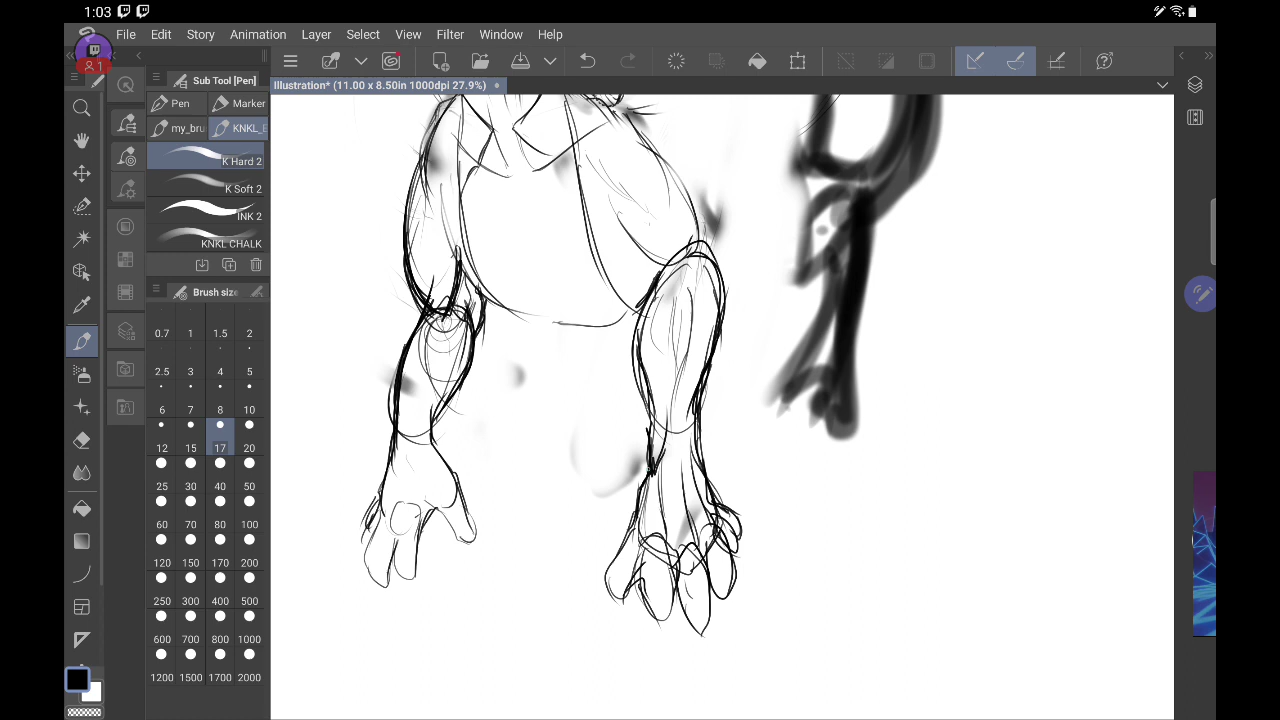 1:03
File Edit Story Animation Layer Select View Filter Window Help
1
Sub Tool [Pen]
Illustration* (11.00 x 8.50in 1000dpi 27.9%)
Pen Marker
my_bru KNKL_E
K Hard 2
K Soft 2
INK 2
KNKL CHALK
Brush size
0.7 1 1.5 2
2.5 3 4 5
6 7 8 10
12 15 17 20
25 30 40 50
60 70 80 100
120 150 170 200
250 300 400 500
600 700 800 1000
1200 1500 1700 2000